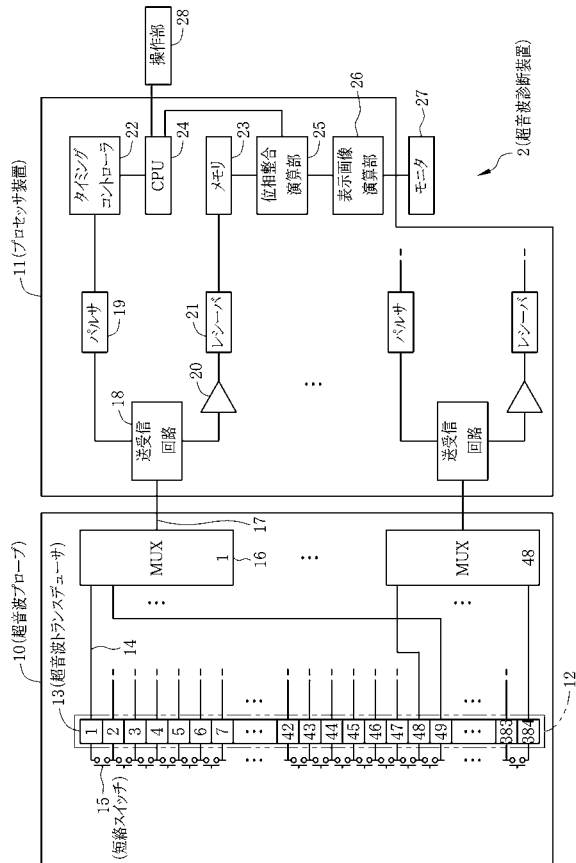 10(超音波プローブ)
13(超音波トランスデューサ)
14
15
(短絡スイッチ)
1
2
3
4
5
6
7
...
42
43
44
45
46
47
48
49
...
383
384
12
MUX
1
16
...
MUX
48
17
11(プロセッサ装置)
送受信
回路
18
パルサ
19
20
レシーバ
21
タイミング
コントローラ
22
CPU
24
メモリ
23
位相整合
演算部
25
表示画像
演算部
26
モニタ
27
操作部
28
...
送受信
回路
パルサ
レシーバ
2(超音波診断装置)